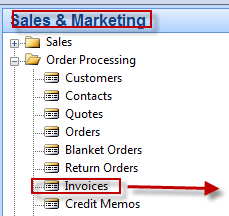 Sales & Marketing
Sales
Order Processing
Customers
Contacts
Quotes
Orders
Blanket Orders
Return Orders
Invoices
Credit Memos